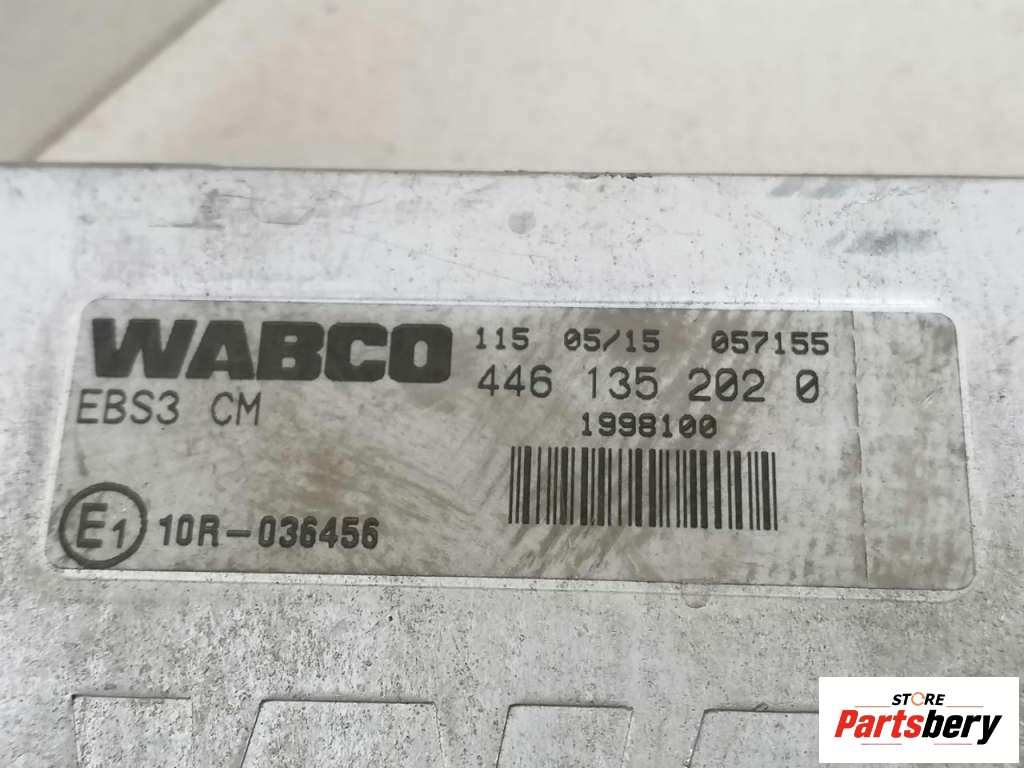 WABCO 115 05/15 057155
446 135 202 0
EBS3 CM
1998100
E1 10R-036456
STORE
Partsbery